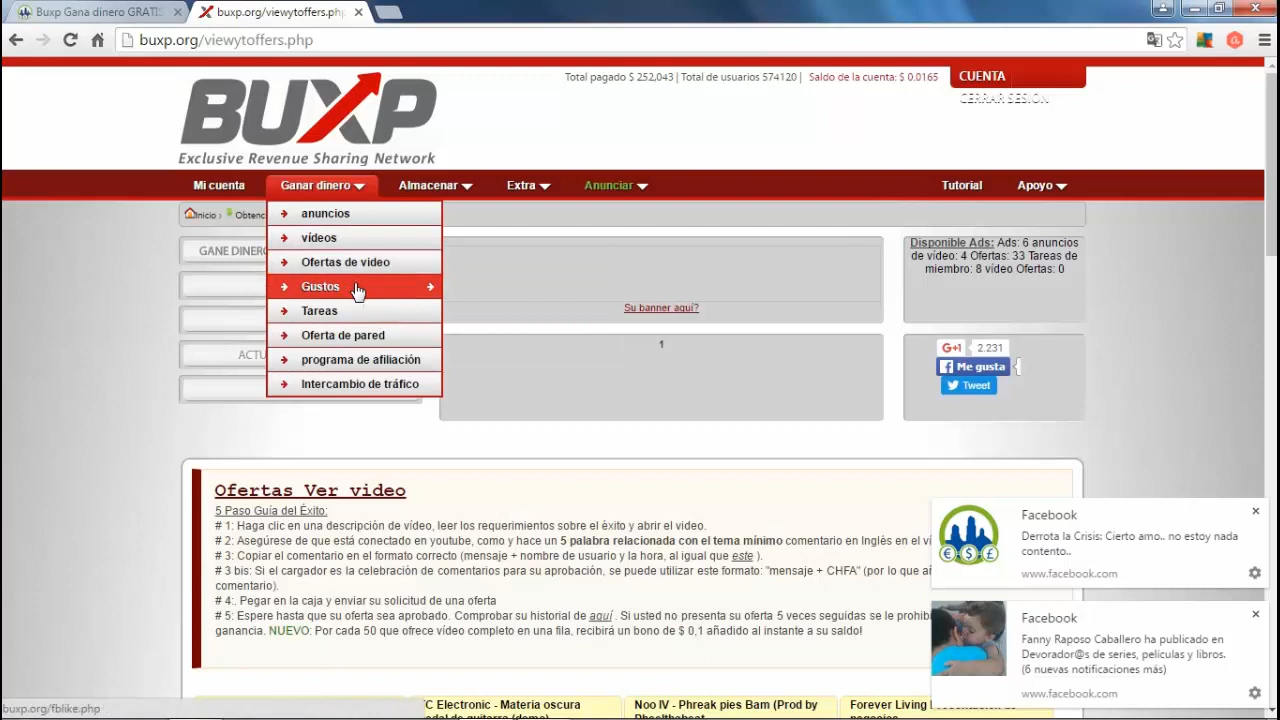 Buxp Gana dinero GRATIS
buxp.org/viewytoffers.php
buxp.org/viewytoffers.php
Total pagado $ 252,043 | Total de usuarios 574120 | Saldo de la cuenta: $ 0.0165
CUENTA
CERRAR SESIÓN
BUXP
Exclusive Revenue Sharing Network
Mi cuenta Ganar dinero Almacenar Extra Anunciar Tutorial Apoyo
Inicio › Obtenc
anuncios
vídeos
Ofertas de video
Gustos
Tareas
Oferta de pared
programa de afiliación
Intercambio de tráfico
GANE DINERO
ACTU
Su banner aquí?
1
Disponible Ads: Ads: 6 anuncios
de vídeo: 4 Ofertas: 33 Tareas de
miembro: 8 vídeo Ofertas: 0
G+1 2.231
Me gusta
Tweet
Ofertas Ver video
5 Paso Guía del Éxito:
# 1: Haga clic en una descripción de vídeo, leer los requerimientos sobre el éxito y abrir el video.
# 2: Asegúrese de que está conectado en youtube, como y hace un 5 palabra relacionada con el tema mínimo comentario en Inglés en el ví
# 3: Copiar el comentario en el formato correcto (mensaje + nombre de usuario y la hora, al igual que este ).
# 3 bis: Si el cargador es la celebración de comentarios para su aprobación, se puede utilizar este formato: "mensaje + CHFA" (por lo que añ
comentario).
# 4:. Pegar en la caja y enviar su solicitud de una oferta
# 5: Espere hasta que su oferta sea aprobado. Comprobar su historial de aquí . Si usted no presenta su oferta 5 veces seguidas se le prohib
ganancia. NUEVO: Por cada 50 que ofrece vídeo completo en una fila, recibirá un bono de $ 0,1 añadido al instante a su saldo!
Facebook
Derrota la Crisis: Cierto amo.. no estoy nada
contento..
www.facebook.com
Facebook
Fanny Raposo Caballero ha publicado en
Devorador@s de series, películas y libros.
(6 nuevas notificaciones más)
www.facebook.com
TC Electronic - Materia oscura
Noo IV - Phreak pies Bam (Prod by
Forever Living Presentación de
buxp.org/fblike.php